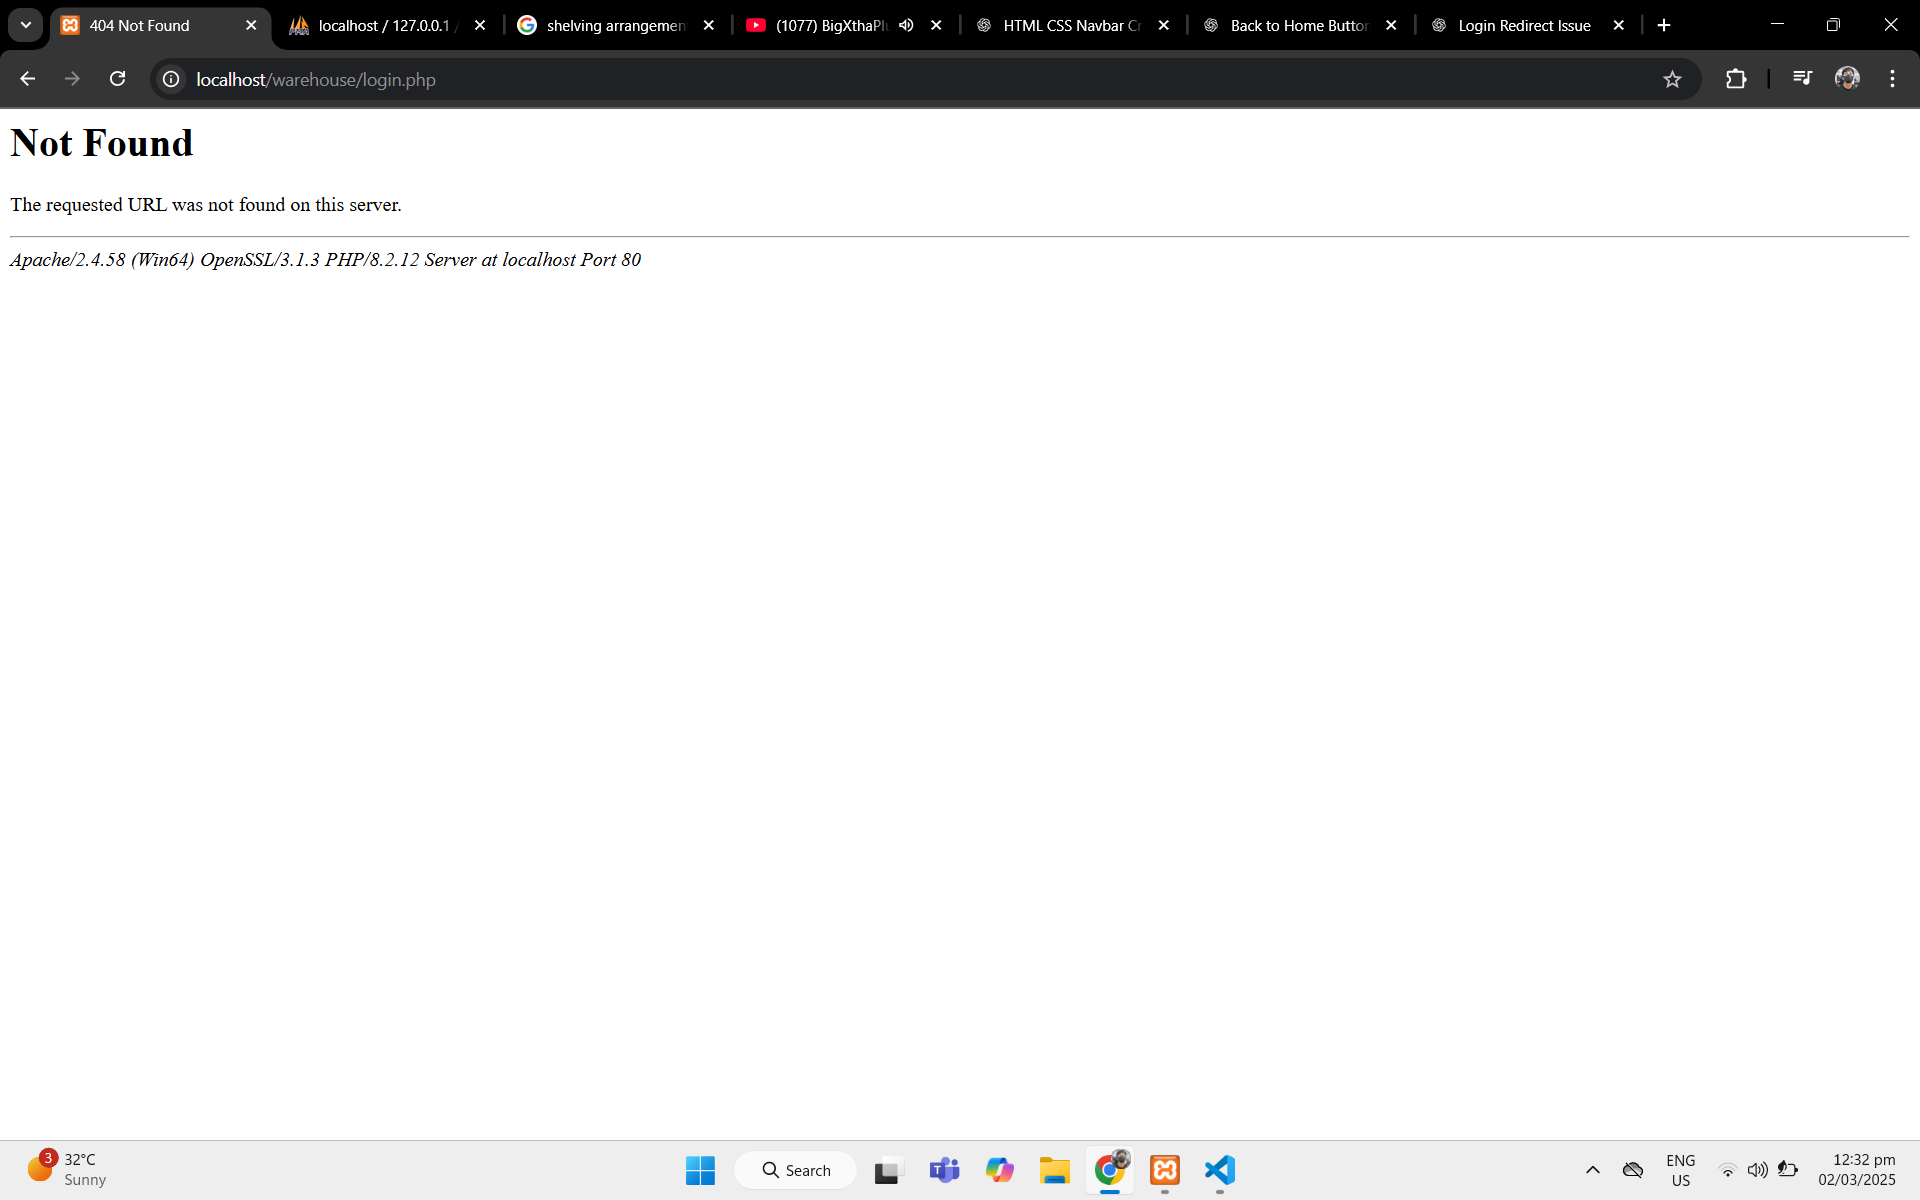 404 Not Found
localhost / 127.0.0.1 /
shelving arrangemen
(1077) BigXthaPlu
HTML CSS Navbar Cr
Back to Home Button
Login Redirect Issue
localhost/warehouse/login.php
Not Found
The requested URL was not found on this server.
Apache/2.4.58 (Win64) OpenSSL/3.1.3 PHP/8.2.12 Server at localhost Port 80
3
32°C
Sunny
Search
ENG
US
12:32 pm
02/03/2025